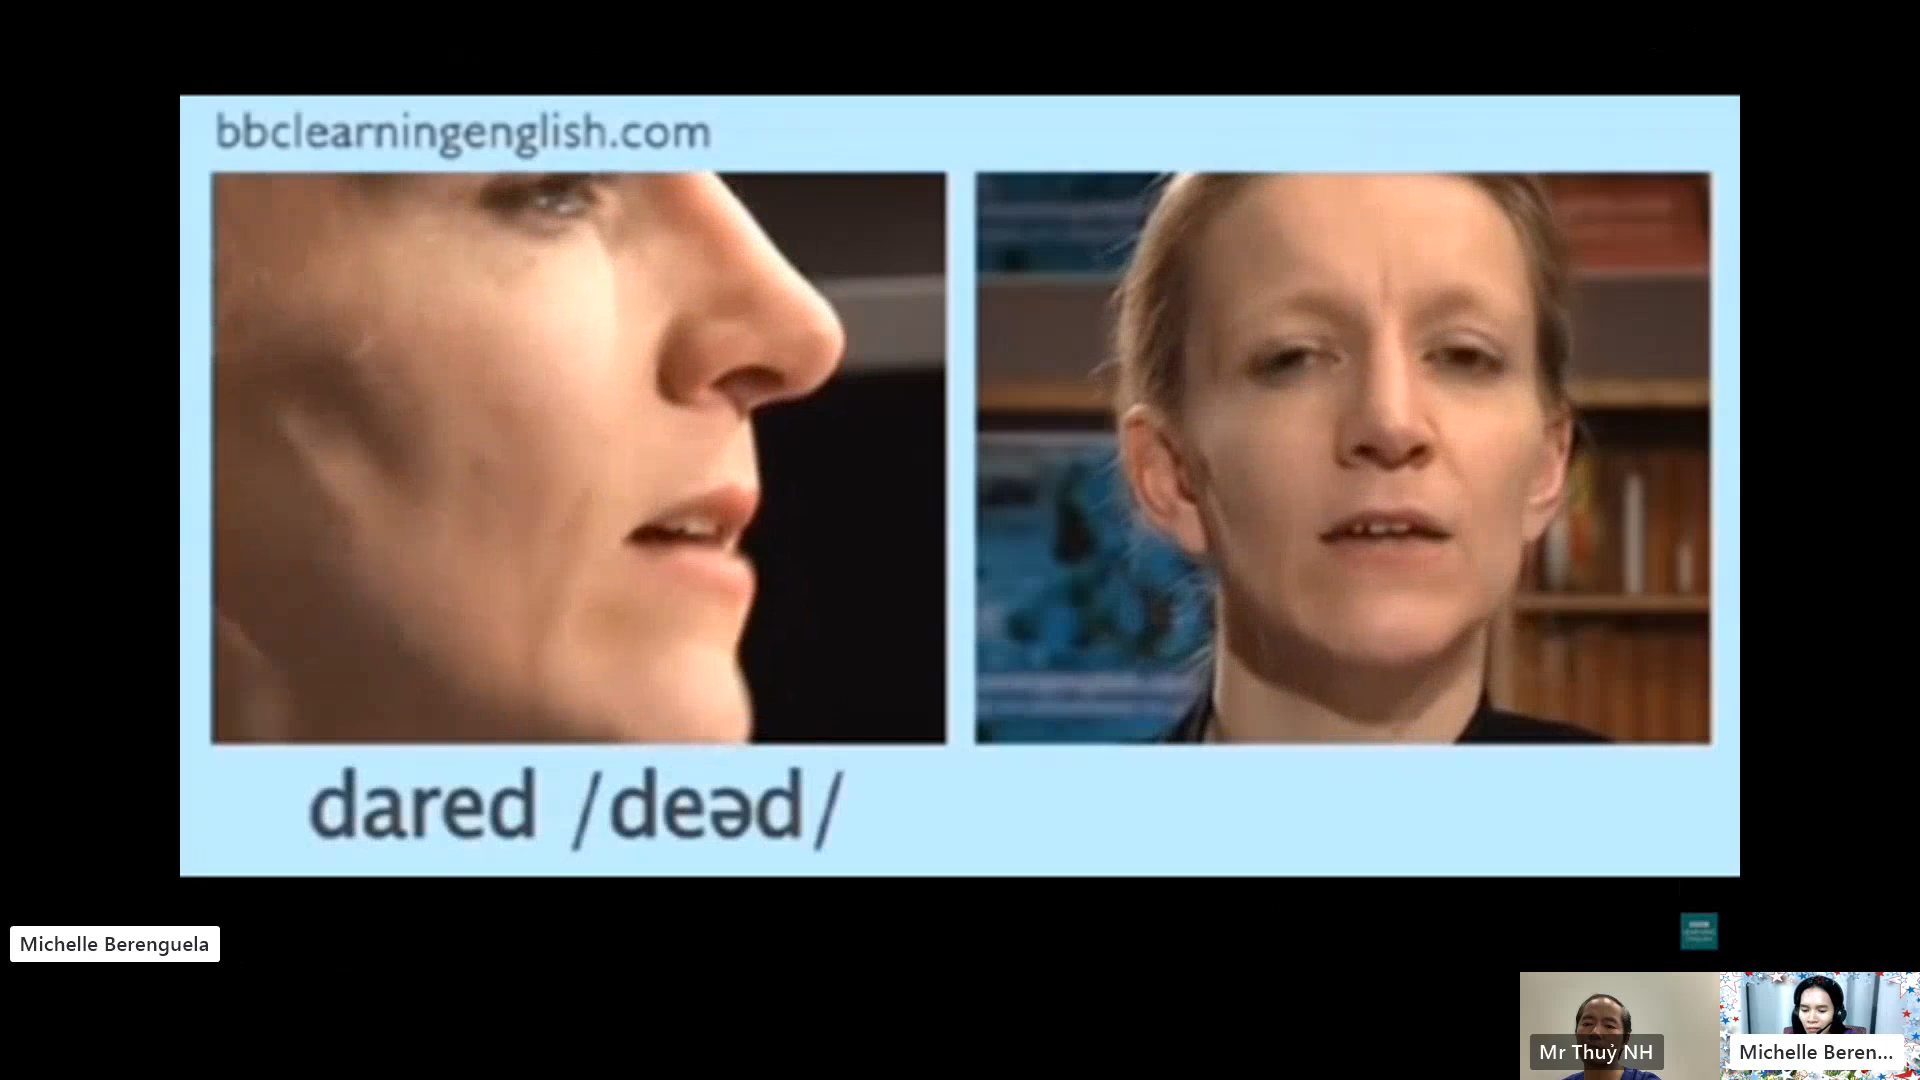 bbclearningenglish.com
dared /deəd/
Michelle Berenguela
Mr Thuỷ NH
Michelle Beren...